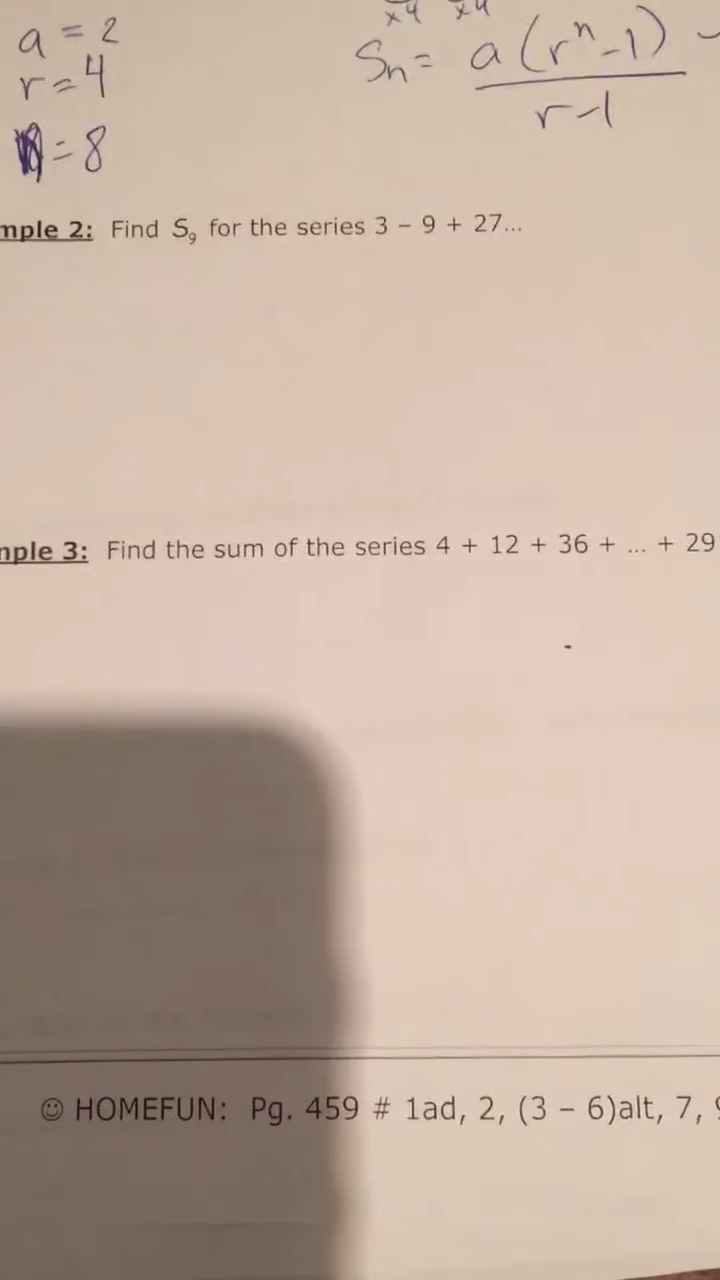 x4 x4
a = 2
Sn = a(r^n-1)
r-1
r = 4
n = 8
mple 2: Find S₉ for the series 3 – 9 + 27...
mple 3: Find the sum of the series 4 + 12 + 36 + ... + 29
☺ HOMEFUN: Pg. 459 # 1ad, 2, (3 – 6)alt, 7,